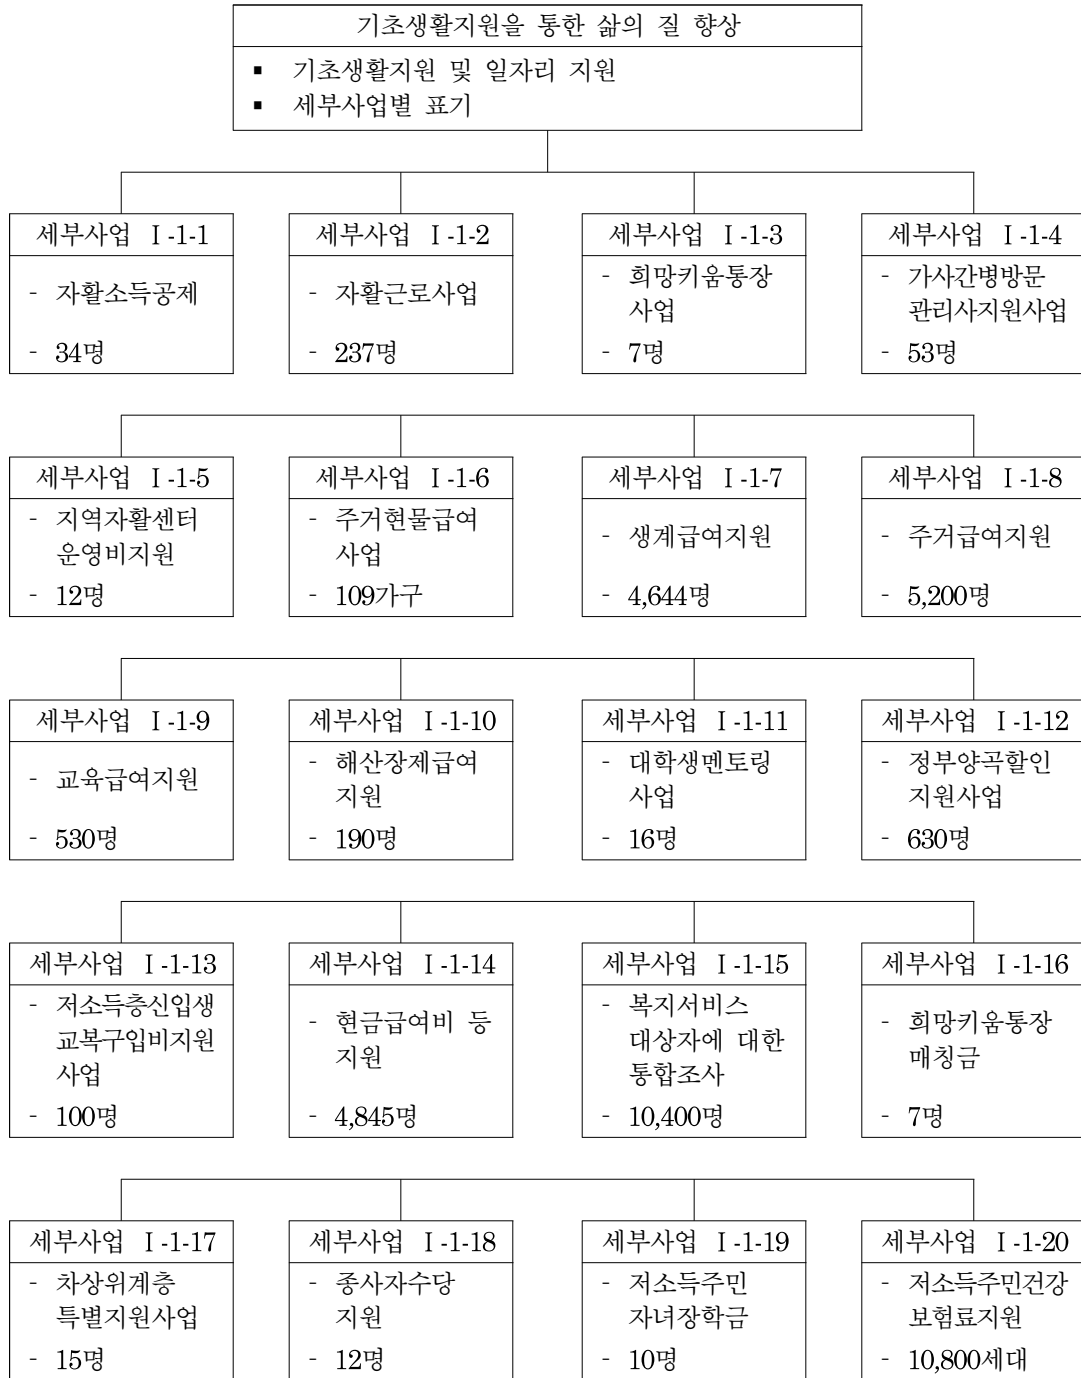 기초생활지원을 통한 삶의 질 향상
▪ 기초생활지원 및 일자리 지원
▪ 세부사업별 표기
세부사업 Ⅰ-1-1
- 자활소득공제
- 34명
세부사업 Ⅰ-1-2
- 자활근로사업
- 237명
세부사업 Ⅰ-1-3
- 희망키움통장
사업
- 7명
세부사업 Ⅰ-1-4
- 가사간병방문
관리사지원사업
- 53명
세부사업 Ⅰ-1-5
- 지역자활센터
운영비지원
- 12명
세부사업 Ⅰ-1-6
- 주거현물급여
사업
- 109가구
세부사업 Ⅰ-1-7
- 생계급여지원
- 4,644명
세부사업 Ⅰ-1-8
- 주거급여지원
- 5,200명
세부사업 Ⅰ-1-9
- 교육급여지원
- 530명
세부사업 Ⅰ-1-10
- 해산장제급여
지원
- 190명
세부사업 Ⅰ-1-11
- 대학생멘토링
사업
- 16명
세부사업 Ⅰ-1-12
- 정부양곡할인
지원사업
- 630명
세부사업 Ⅰ-1-13
- 저소득층신입생
교복구입비지원
사업
- 100명
세부사업 Ⅰ-1-14
- 현금급여비 등
지원
- 4,845명
세부사업 Ⅰ-1-15
- 복지서비스
대상자에 대한
통합조사
- 10,400명
세부사업 Ⅰ-1-16
- 희망키움통장
매칭금
- 7명
세부사업 Ⅰ-1-17
- 차상위계층
특별지원사업
- 15명
세부사업 Ⅰ-1-18
- 종사자수당
지원
- 12명
세부사업 Ⅰ-1-19
- 저소득주민
자녀장학금
- 10명
세부사업 Ⅰ-1-20
- 저소득주민건강
보험료지원
- 10,800세대